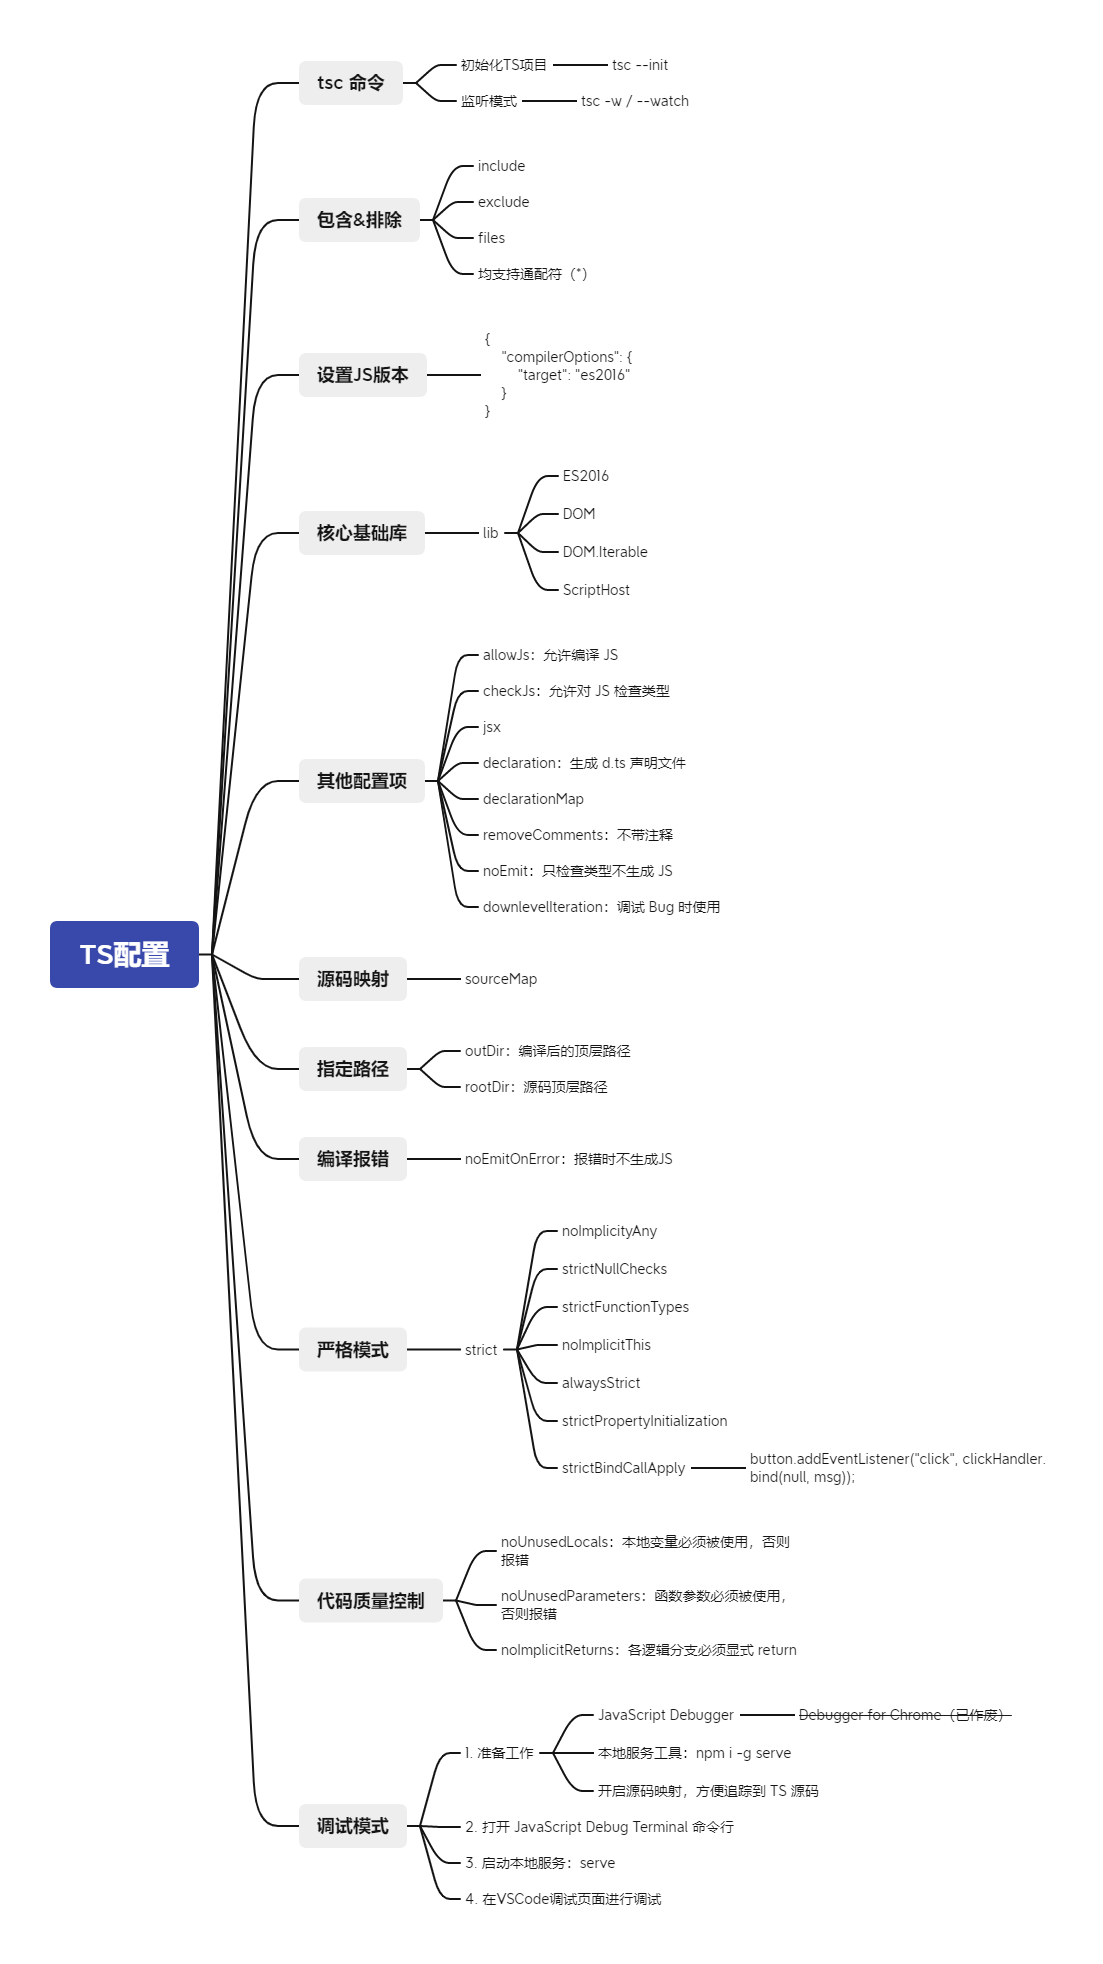 TS配置
tsc 命令
初始化TS项目
tsc --init
监听模式
tsc -w / --watch
包含&排除
include
exclude
files
均支持通配符（*）
设置JS版本
{
"compilerOptions": {
"target": "es2016"
}
}
核心基础库
lib
ES2016
DOM
DOM.Iterable
ScriptHost
其他配置项
allowJs：允许编译 JS
checkJs：允许对 JS 检查类型
jsx
declaration：生成 d.ts 声明文件
declarationMap
removeComments：不带注释
noEmit：只检查类型不生成 JS
downlevelIteration：调试 Bug 时使用
源码映射
sourceMap
指定路径
outDir：编译后的顶层路径
rootDir：源码顶层路径
编译报错
noEmitOnError：报错时不生成JS
严格模式
strict
noImplicityAny
strictNullChecks
strictFunctionTypes
noImplicitThis
alwaysStrict
strictPropertyInitialization
strictBindCallApply
button.addEventListener("click", clickHandler.
bind(null, msg));
代码质量控制
noUnusedLocals：本地变量必须被使用，否则
报错
noUnusedParameters：函数参数必须被使用，
否则报错
noImplicitReturns：各逻辑分支必须显式 return
调试模式
1. 准备工作
JavaScript Debugger
Debugger for Chrome（已作废）
本地服务工具：npm i -g serve
开启源码映射，方便追踪到 TS 源码
2. 打开 JavaScript Debug Terminal 命令行
3. 启动本地服务：serve
4. 在VSCode调试页面进行调试